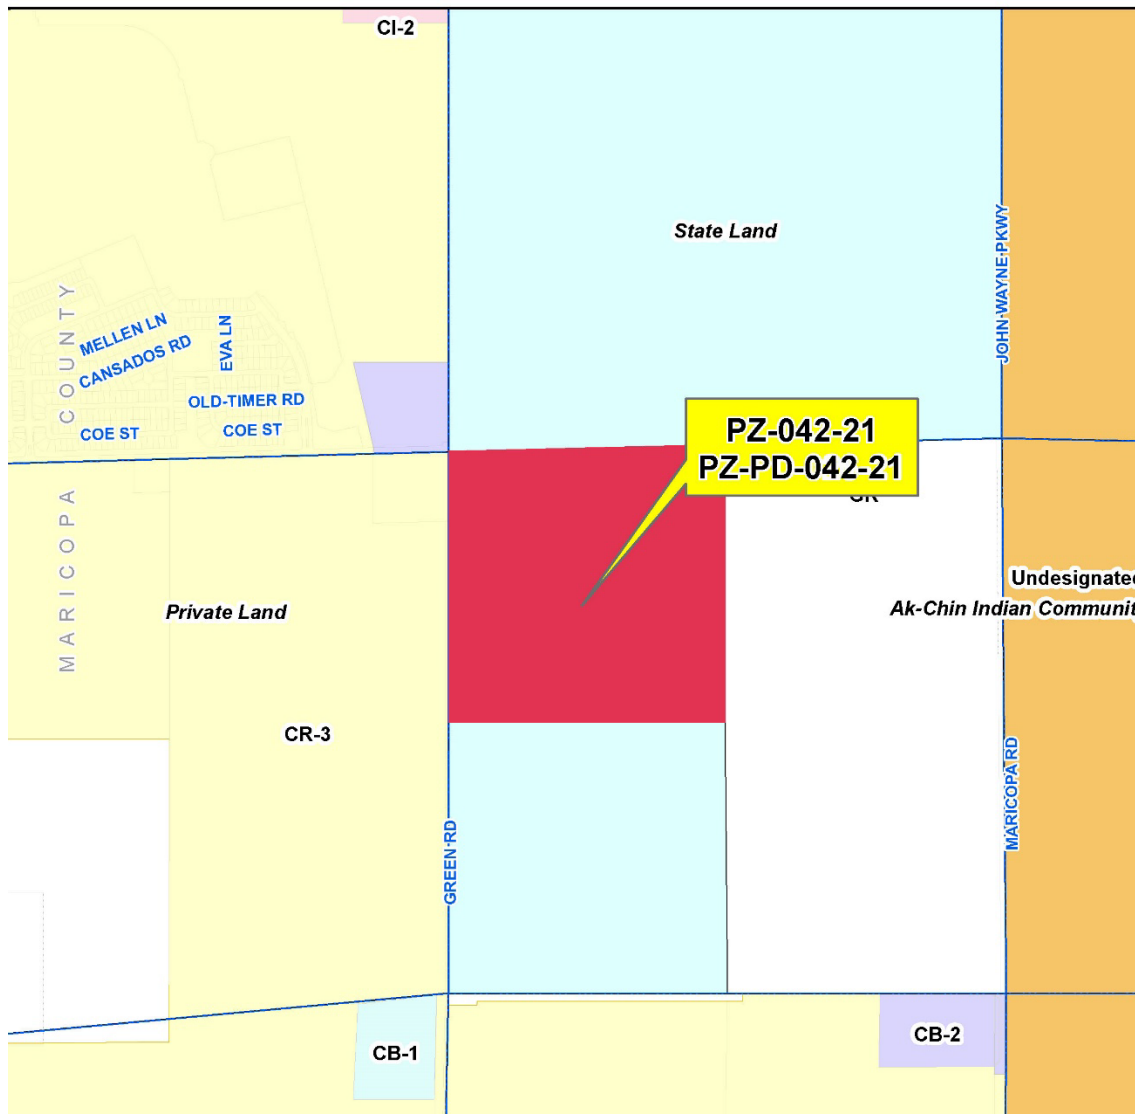 CI-2
State Land
JOHN WAYNE PKWY
COUNTY
MELLEN LN
CANSADOS RD
EVA LN
OLD-TIMER RD
COE ST
COE ST
PZ-042-21
PZ-PD-042-21
GR
MARICOPA
Private Land
Undesignated
Ak-Chin Indian Communit
CR-3
GREEN RD
MARICOPA RD
CB-1
CB-2